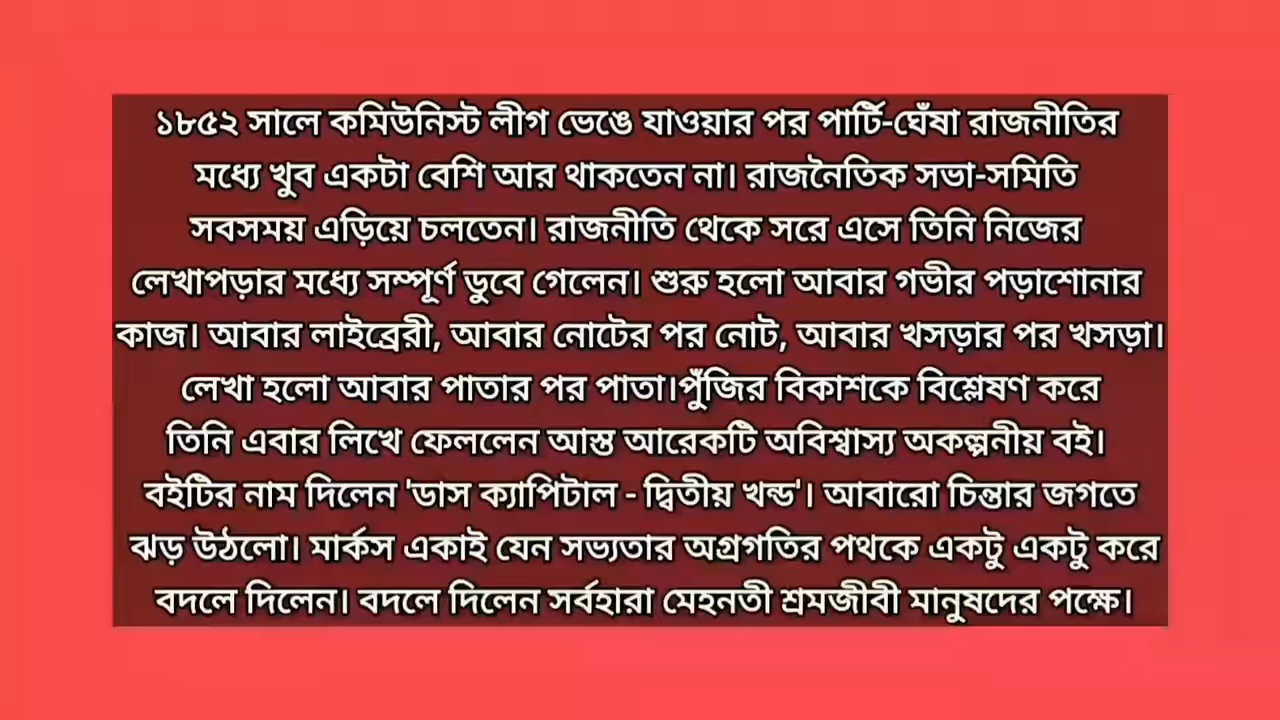 ১৮৫২ সালে কমিউনিস্ট লীগ ভেঙে যাওয়ার পর পার্টি-ঘেঁষা রাজনীতির
মধ্যে খুব একটা বেশি আর থাকতেন না। রাজনৈতিক সভা-সমিতি
সবসময় এড়িয়ে চলতেন। রাজনীতি থেকে সরে এসে তিনি নিজের
লেখাপড়ার মধ্যে সম্পূর্ণ ডুবে গেলেন। শুরু হলো আবার গভীর পড়াশোনার
কাজ। আবার লাইব্রেরী, আবার নোটের পর নোট, আবার খসড়ার পর খসড়া।
লেখা হলো আবার পাতার পর পাতা।পুঁজির বিকাশকে বিশ্লেষণ করে
তিনি এবার লিখে ফেললেন আস্ত আরেকটি অবিশ্বাস্য অকল্পনীয় বই।
বইটির নাম দিলেন 'ডাস ক্যাপিটাল - দ্বিতীয় খন্ড'। আবারো চিন্তার জগতে
ঝড় উঠলো। মার্কস একাই যেন সভ্যতার অগ্রগতির পথকে একটু একটু করে
বদলে দিলেন। বদলে দিলেন সর্বহারা মেহনতী শ্রমজীবী মানুষদের পক্ষে।